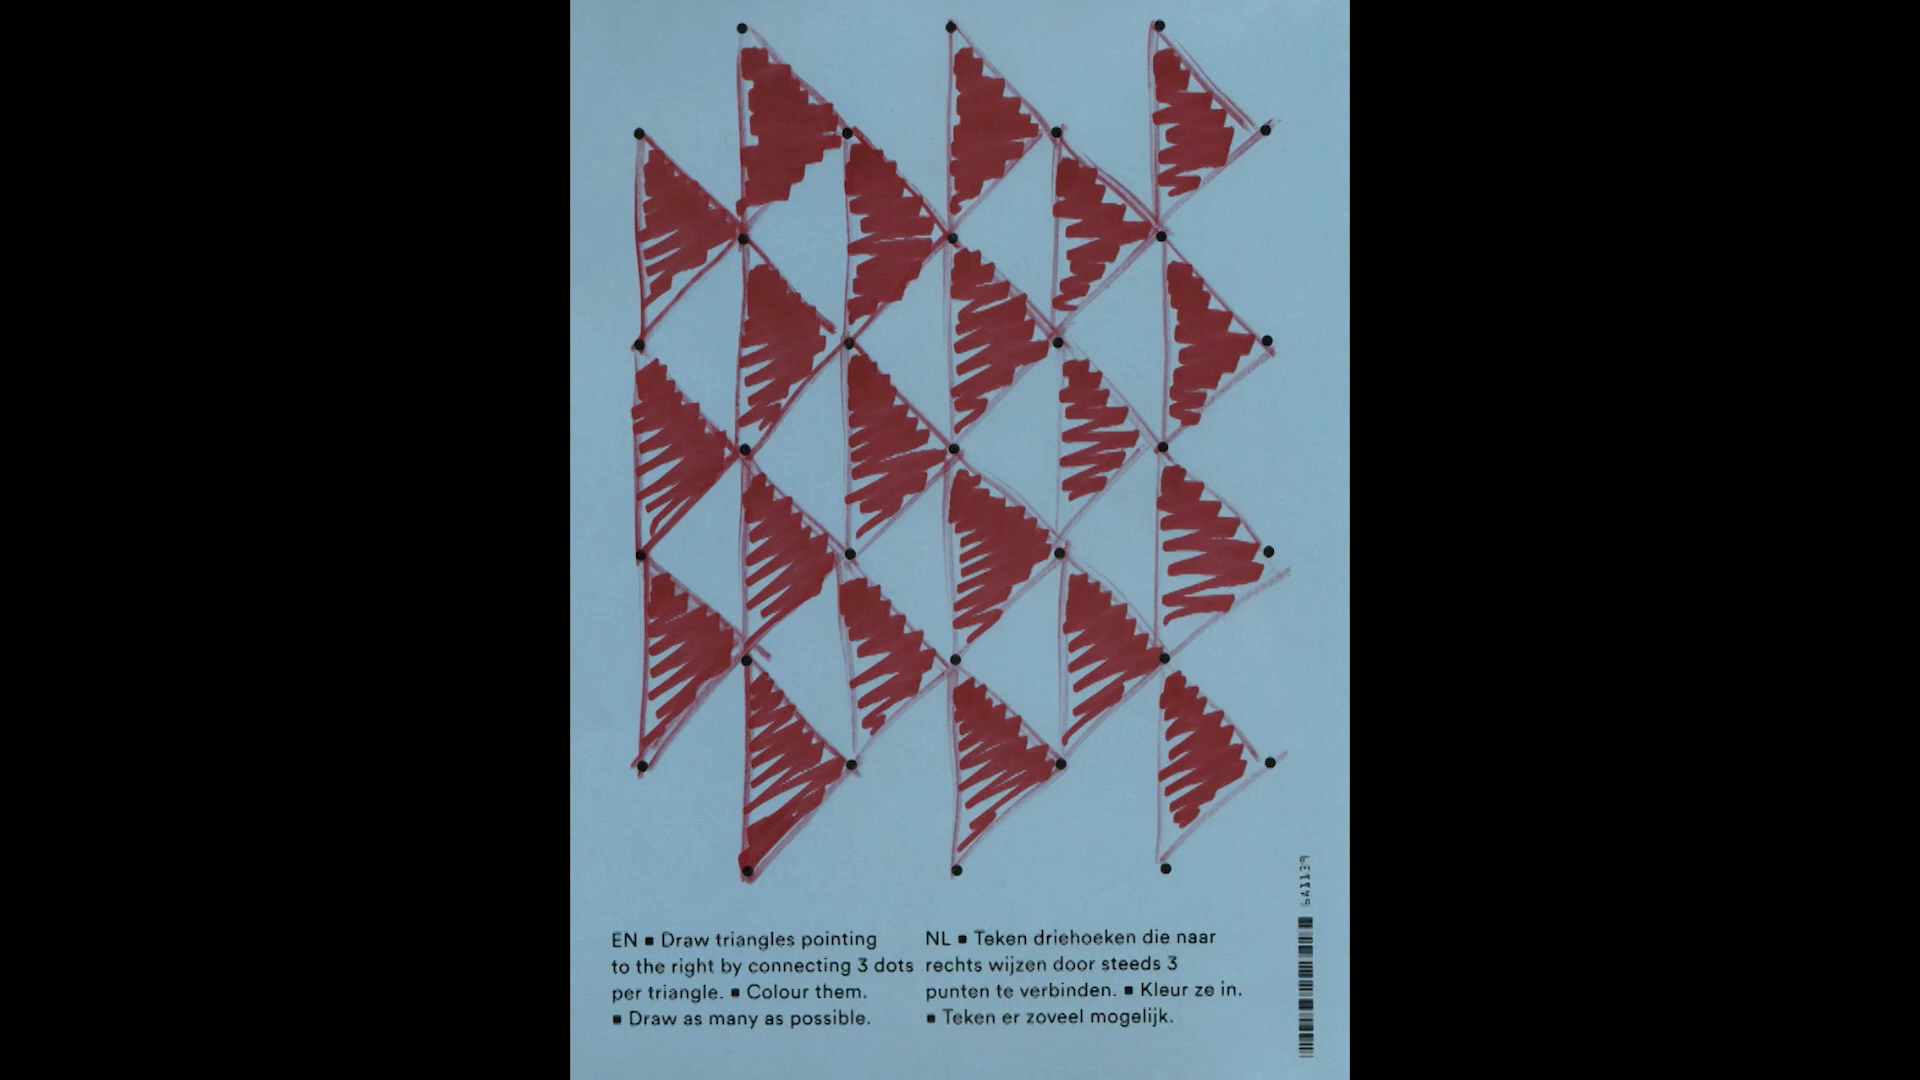 EN ▪ Draw triangles pointing
to the right by connecting 3 dots
per triangle. ▪ Colour them.
▪ Draw as many as possible.
NL ▪ Teken driehoeken die naar
rechts wijzen door steeds 3
punten te verbinden. ▪ Kleur ze in.
▪ Teken er zoveel mogelijk.